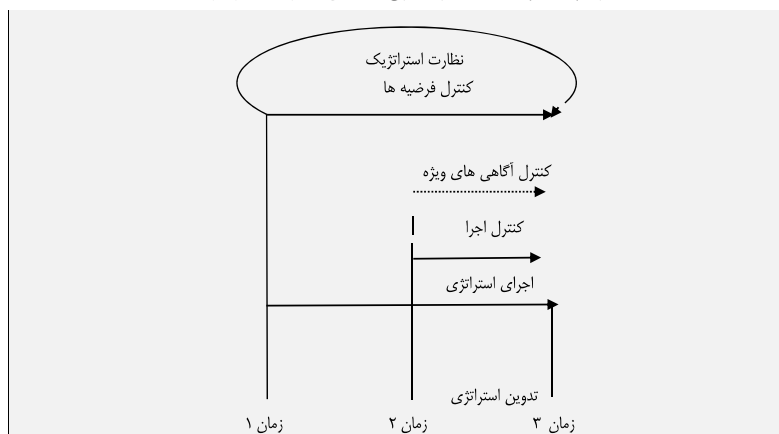 نظارت استراتژیک
کنترل فرضیه ها
کنترل آگاهی های ویژه
کنترل اجرا
اجرای استراتژی
تدوین استراتژی
زمان ۱
زمان ۲
زمان ۳